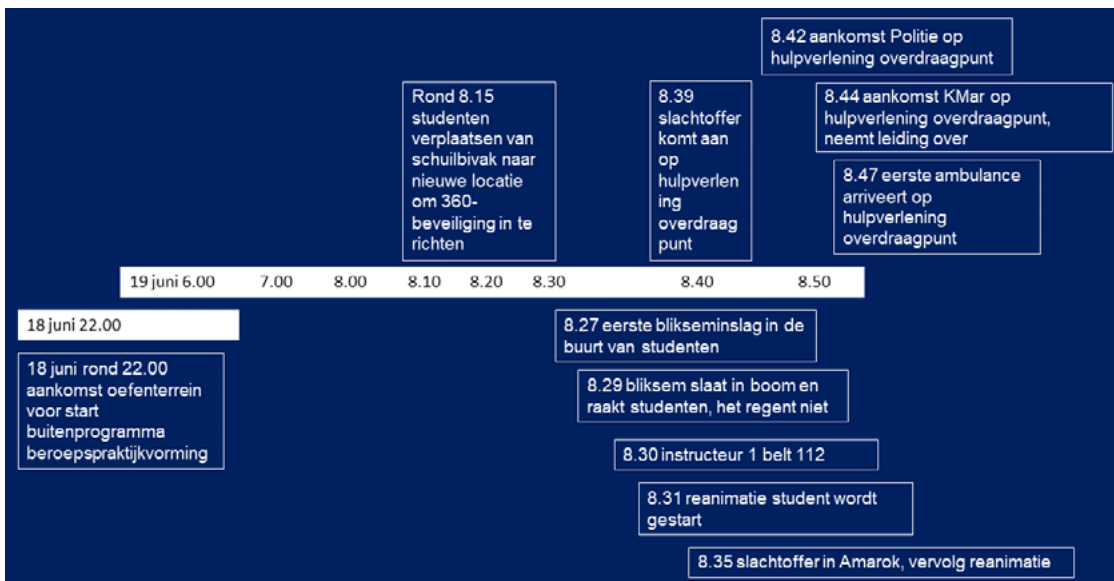 8.42 aankomst Politie op
hulpverlening overdraagpunt
Rond 8.15
studenten
verplaatsen van
schuilbivak naar
nieuwe locatie
om 360-
beveiliging in te
richten
8.39
slachtoffer
komt aan
op
hulpverlen
ing
overdraag
punt
8.44 aankomst KMar op
hulpverlening overdraagpunt,
neemt leiding over
8.47 eerste ambulance
arriveert op
hulpverlening
overdraagpunt
19 juni 6.00 7.00 8.00 8.10 8.20 8.30 8.40 8.50
18 juni 22.00
18 juni rond 22.00
aankomst oefenterrein
voor start
buitenprogramma
beroepspraktijkvorming
8.27 eerste blikseminslag in de
buurt van studenten
8.29 bliksem slaat in boom en
raakt studenten, het regent niet
8.30 instructeur 1 belt 112
8.31 reanimatie student wordt
gestart
8.35 slachtoffer in Amarok, vervolg reanimatie